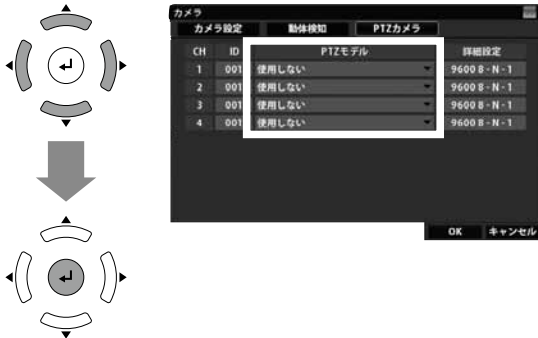 カメラ
カメラ設定 動体検知 PTZカメラ
CH ID PTZモデル 詳細設定
1 001 使用しない 9600 8 - N - 1
2 001 使用しない 9600 8 - N - 1
3 001 使用しない 9600 8 - N - 1
4 001 使用しない 9600 8 - N - 1
OK キャンセル